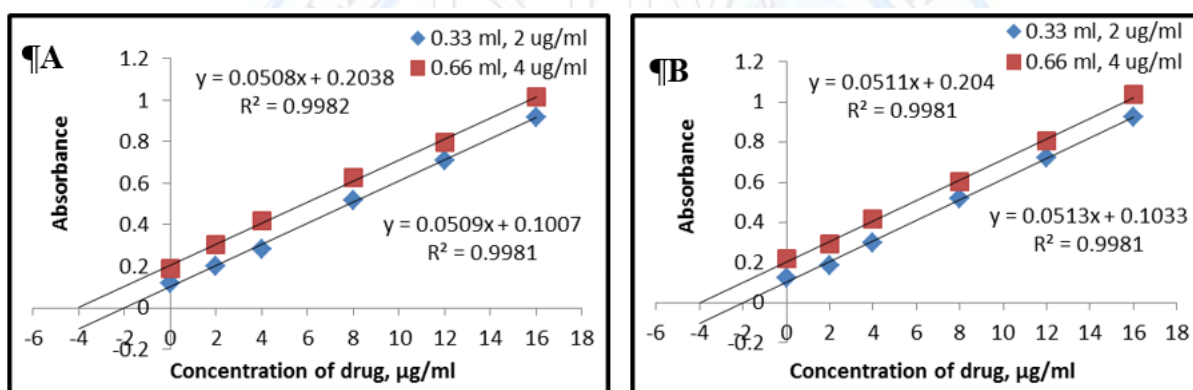 ¶A
0.33 ml, 2 ug/ml
0.66 ml, 4 ug/ml
y = 0.0508x + 0.2038
R² = 0.9982
y = 0.0509x + 0.1007
R² = 0.9981
Absorbance
1.2
1
0.8
0.6
0.4
0.2
0
-0.2
-6 -4 -2 0 2 4 6 8 10 12 14 16 18
Concentration of drug, µg/ml
¶B
0.33 ml, 2 ug/ml
0.66 ml, 4 ug/ml
y = 0.0511x + 0.204
R² = 0.9981
y = 0.0513x + 0.1033
R² = 0.9981
Absorbance
1.2
1
0.8
0.6
0.4
0.2
0
-0.2
-6 -4 -2 0 2 4 6 8 10 12 14 16 18
Concentration of drug, µg/ml